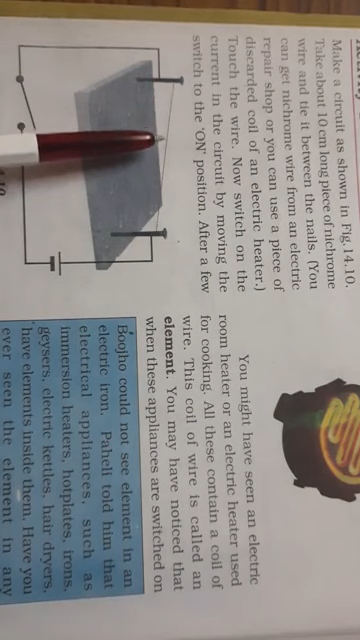 Make a circuit as shown in Fig.14.10.
Take about 10 cm long piece of nichrome
wire and tie it between the nails. (You
can get nichrome wire from an electric
repair shop or you can use a piece of
discarded coil of an electric heater.)
Touch the wire. Now switch on the
current in the circuit by moving the
switch to the ‘ON’ position. After a few
You might have seen an electric
room heater or an electric heater used
for cooking. All these contain a coil of
wire. This coil of wire is called an
element. You may have noticed that
when these appliances are switched on
Boojho could not see element in an
electric iron. Paheli told him that
electrical appliances, such as
immersion heaters, hotplates, irons,
geysers, electric kettles, hair dryers,
have elements inside them. Have you
ever seen the element in any